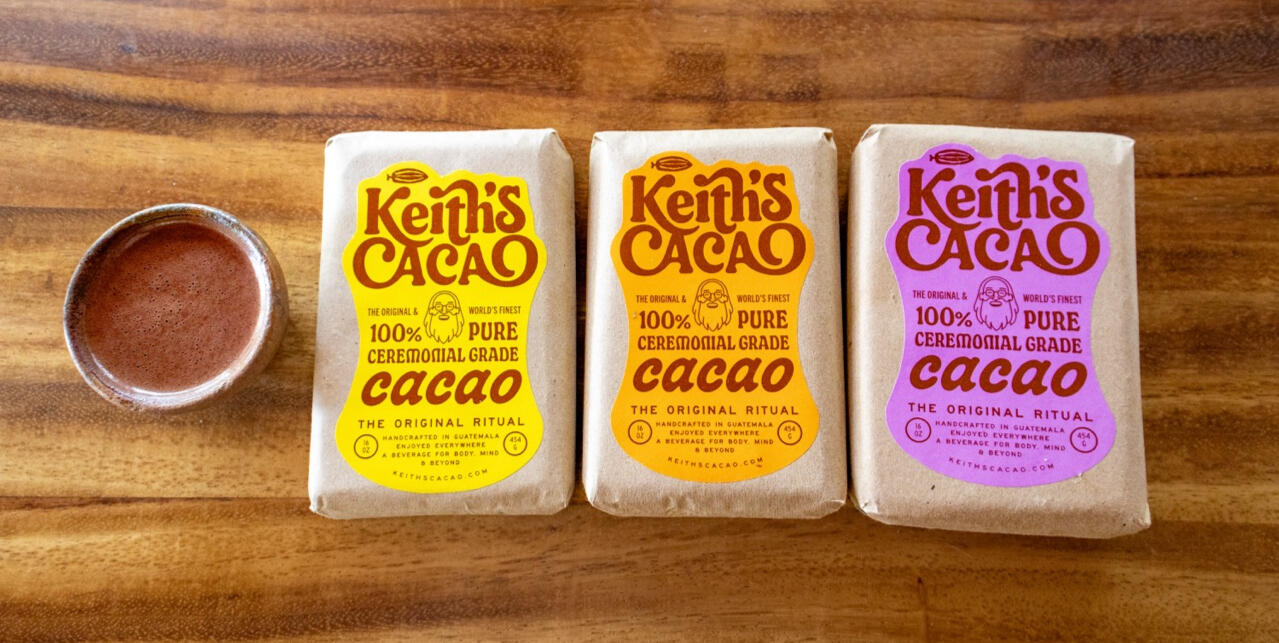 Keith's
CACAO
THE ORIGINAL & WORLD'S FINEST
100% PURE
CEREMONIAL GRADE
cacao
THE ORIGINAL RITUAL
16 OZ
HANDCRAFTED IN GUATEMALA
ENJOYED EVERYWHERE
A BEVERAGE FOR BODY, MIND
& BEYOND
454 G
KEITHSCACAO.COM
Keith's
CACAO
THE ORIGINAL & WORLD'S FINEST
100% PURE
CEREMONIAL GRADE
cacao
THE ORIGINAL RITUAL
16 OZ
HANDCRAFTED IN GUATEMALA
ENJOYED EVERYWHERE
A BEVERAGE FOR BODY, MIND
& BEYOND
454 G
KEITHSCACAO.COM
Keith's
CACAO
THE ORIGINAL & WORLD'S FINEST
100% PURE
CEREMONIAL GRADE
cacao
THE ORIGINAL RITUAL
16 OZ
HANDCRAFTED IN GUATEMALA
ENJOYED EVERYWHERE
A BEVERAGE FOR BODY, MIND
& BEYOND
454 G
KEITHSCACAO.COM